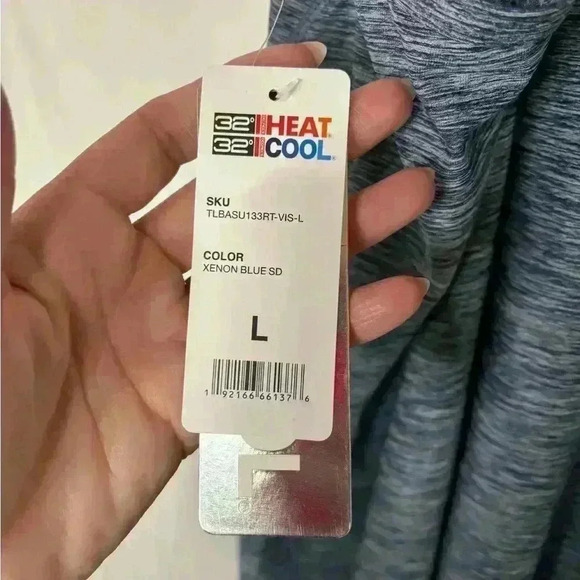 32° HEAT
32° COOL
SKU
TLBASU133RT-VIS-L
COLOR
XENON BLUE SD
L
1 92166 66137 6
L